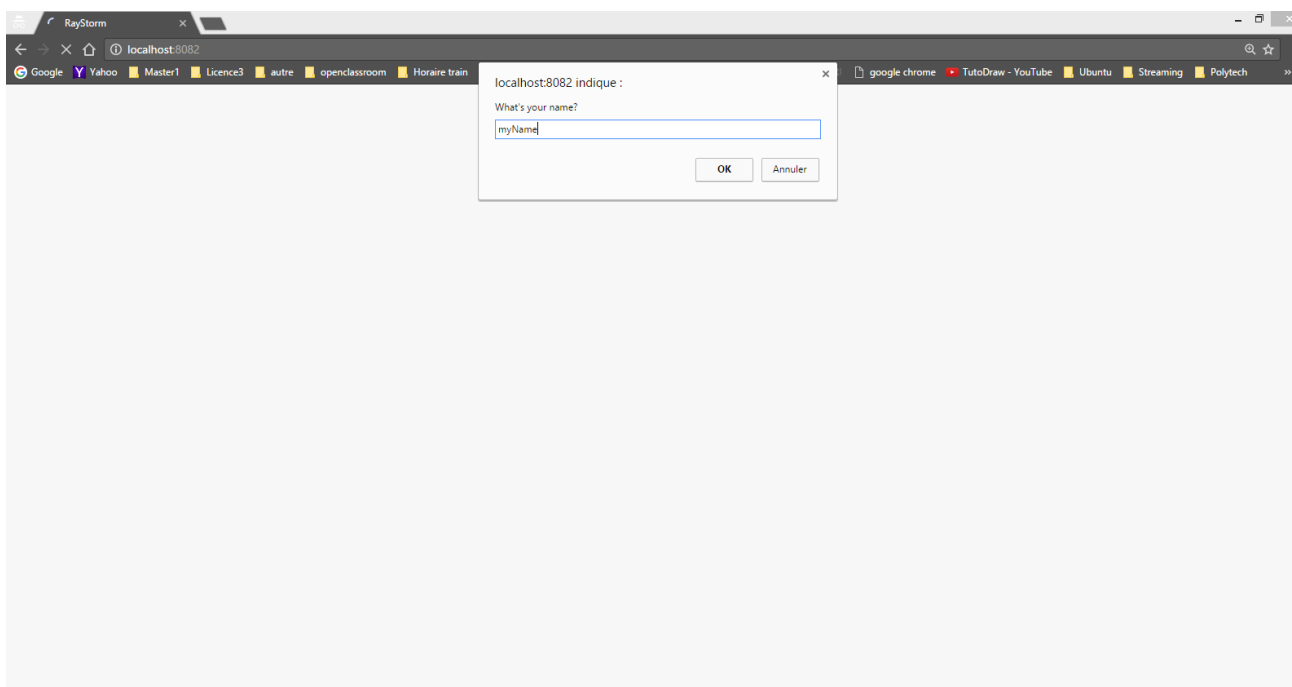 RayStorm
localhost:8082
Google Yahoo Master1 Licence3 autre openclassroom Horaire train google chrome TutoDraw - YouTube Ubuntu Streaming Polytech »
localhost:8082 indique :
What's your name?
myName
OK Annuler